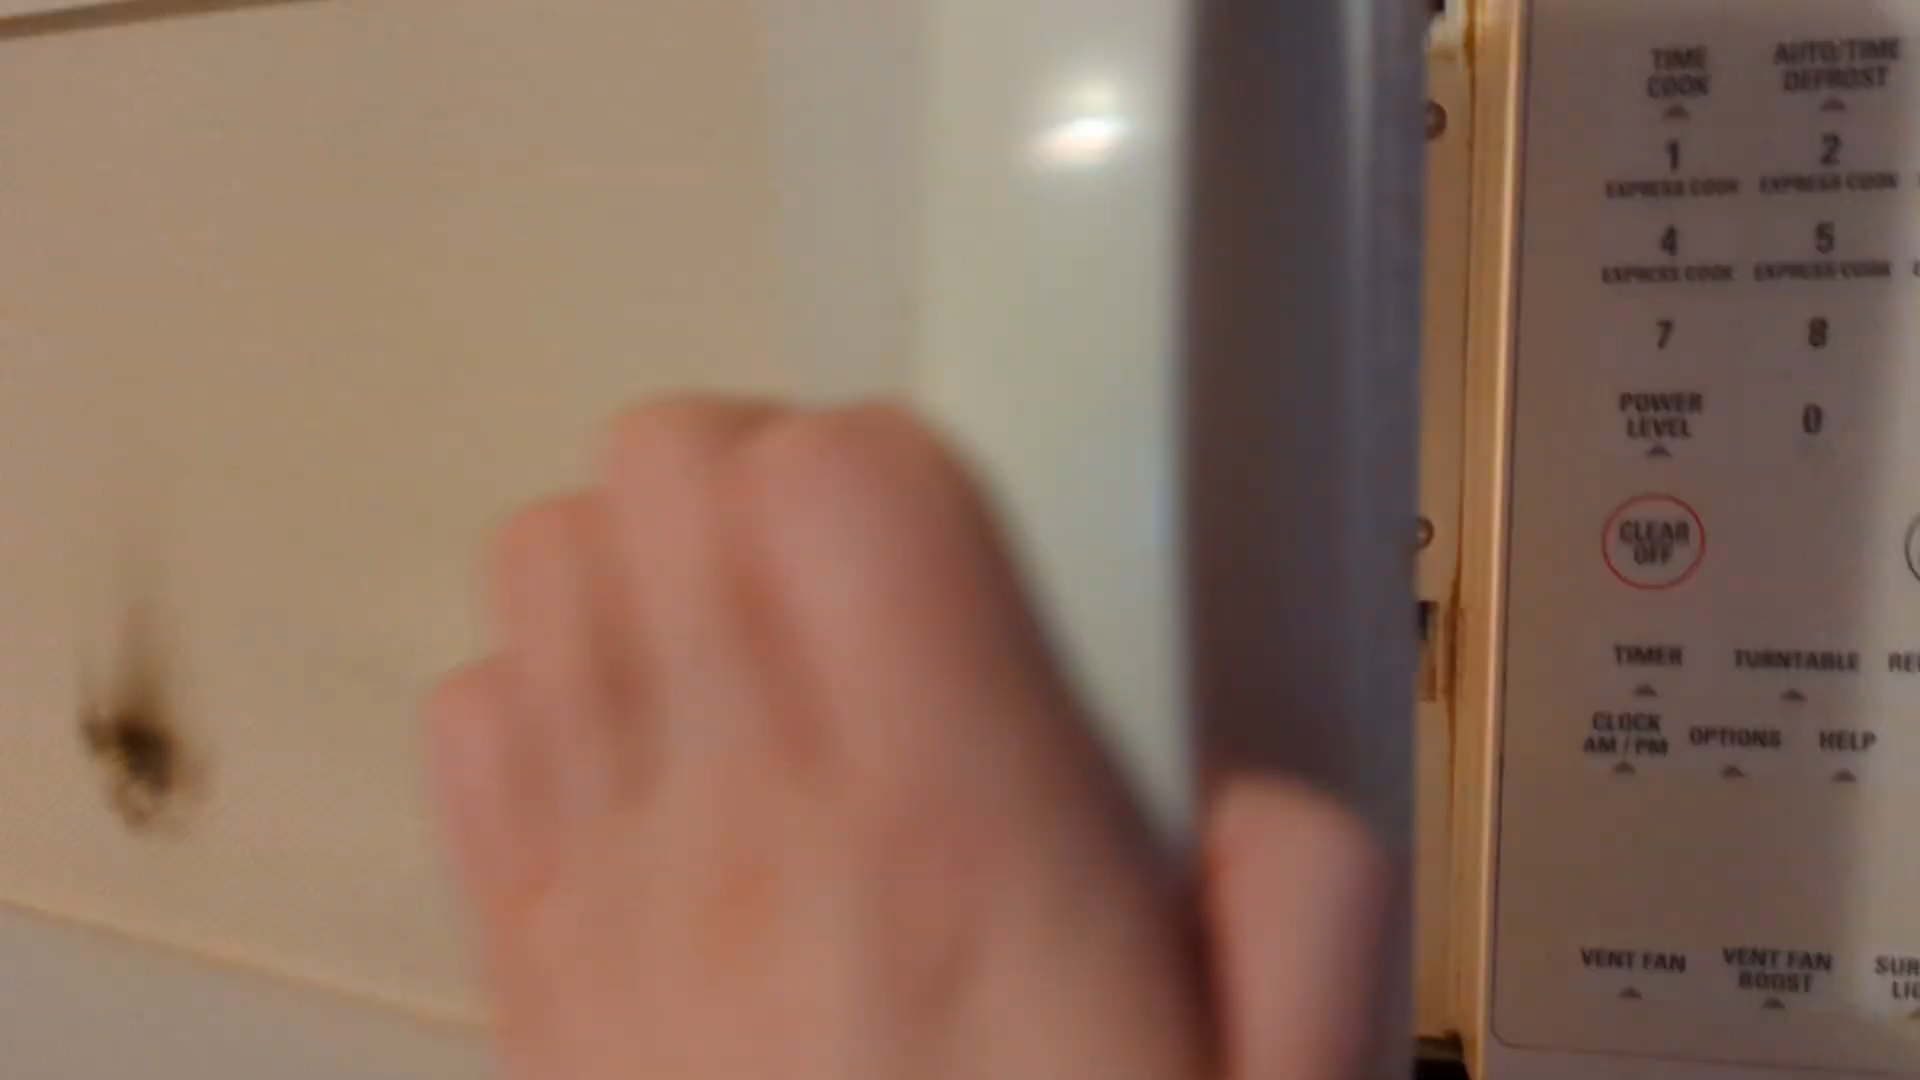 TIME
COOK
AUTO/TIME
DEFROST
1
2
EXPRESS COOK
EXPRESS COOK
4
5
EXPRESS COOK
EXPRESS COOK
7
8
POWER
LEVEL
0
CLEAR
OFF
TIMER
TURNTABLE
CLOCK
AM / PM
OPTIONS
HELP
VENT FAN
VENT FAN
BOOST